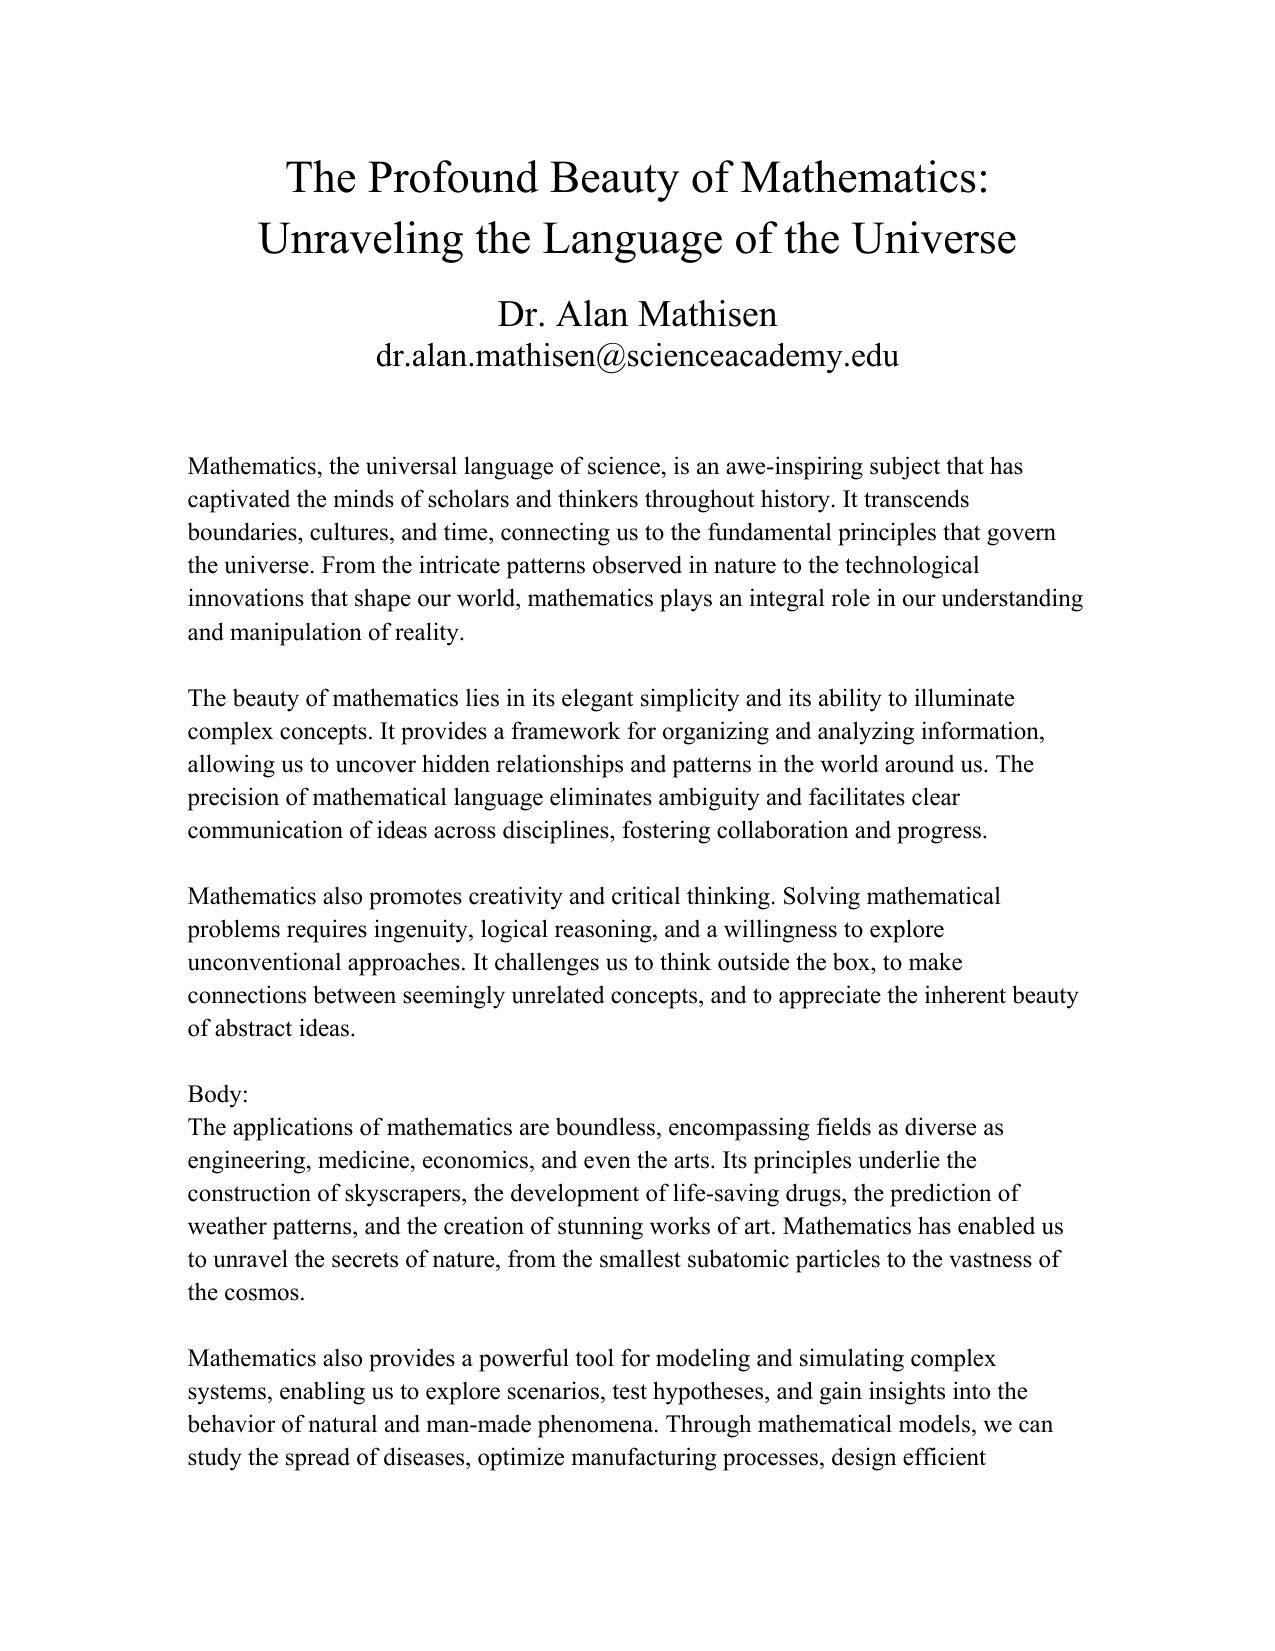 The Profound Beauty of Mathematics:
Unraveling the Language of the Universe
Dr. Alan Mathisen
dr.alan.mathisen@scienceacademy.edu
Mathematics, the universal language of science, is an awe-inspiring subject that has
captivated the minds of scholars and thinkers throughout history. It transcends
boundaries, cultures, and time, connecting us to the fundamental principles that govern
the universe. From the intricate patterns observed in nature to the technological
innovations that shape our world, mathematics plays an integral role in our understanding
and manipulation of reality.
The beauty of mathematics lies in its elegant simplicity and its ability to illuminate
complex concepts. It provides a framework for organizing and analyzing information,
allowing us to uncover hidden relationships and patterns in the world around us. The
precision of mathematical language eliminates ambiguity and facilitates clear
communication of ideas across disciplines, fostering collaboration and progress.
Mathematics also promotes creativity and critical thinking. Solving mathematical
problems requires ingenuity, logical reasoning, and a willingness to explore
unconventional approaches. It challenges us to think outside the box, to make
connections between seemingly unrelated concepts, and to appreciate the inherent beauty
of abstract ideas.
Body:
The applications of mathematics are boundless, encompassing fields as diverse as
engineering, medicine, economics, and even the arts. Its principles underlie the
construction of skyscrapers, the development of life-saving drugs, the prediction of
weather patterns, and the creation of stunning works of art. Mathematics has enabled us
to unravel the secrets of nature, from the smallest subatomic particles to the vastness of
the cosmos.
Mathematics also provides a powerful tool for modeling and simulating complex
systems, enabling us to explore scenarios, test hypotheses, and gain insights into the
behavior of natural and man-made phenomena. Through mathematical models, we can
study the spread of diseases, optimize manufacturing processes, design efficient